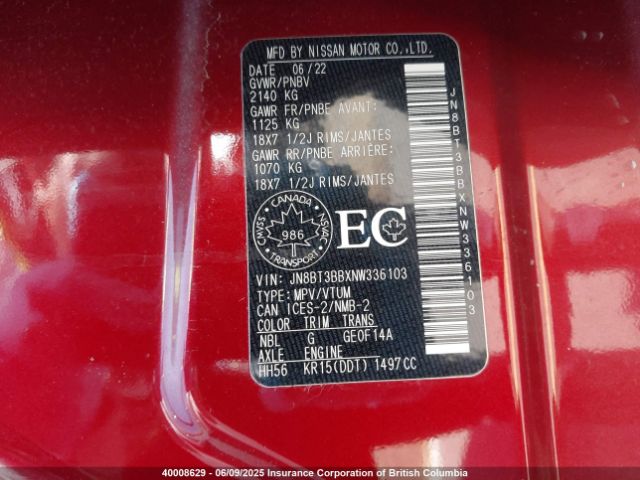 MFD BY NISSAN MOTOR CO.,LTD.
DATE 06/22
GVWR/PNBV
2140 KG
GAWR FR/PNBE AVANT:
1125 KG
18X7 1/2J RIMS/JANTES
GAWR RR/PNBE ARRIÈRE:
1070 KG
18X7 1/2J RIMS/JANTES
CANADA
CMVSS NSVAC
986
TRANSPORT
EC
VIN: JN8BT3BBXNW336103
TYPE: MPV/VTUM
CAN ICES-2/NMB-2
COLOR TRIM TRANS
NBL G GE0F14A
AXLE ENGINE
HH56 KR15(DDT) 1497CC
JN8BT3BBXNW336103
40008629 - 06/09/2025 Insurance Corporation of British Columbia